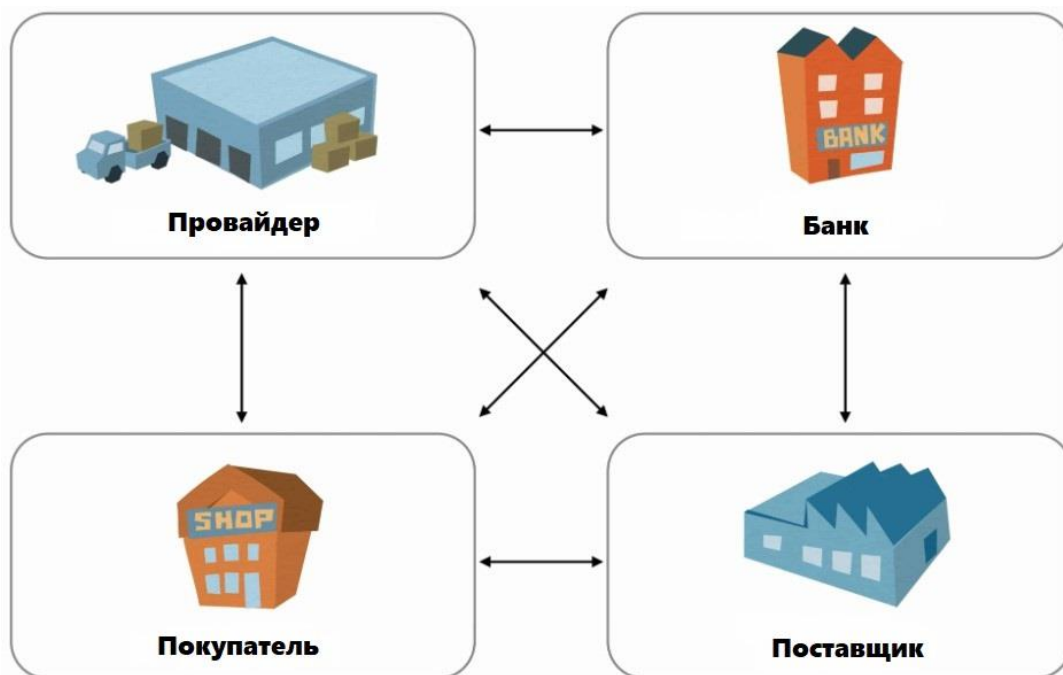 BANK
Провайдер
Банк
SHOP
Покупатель
Поставщик